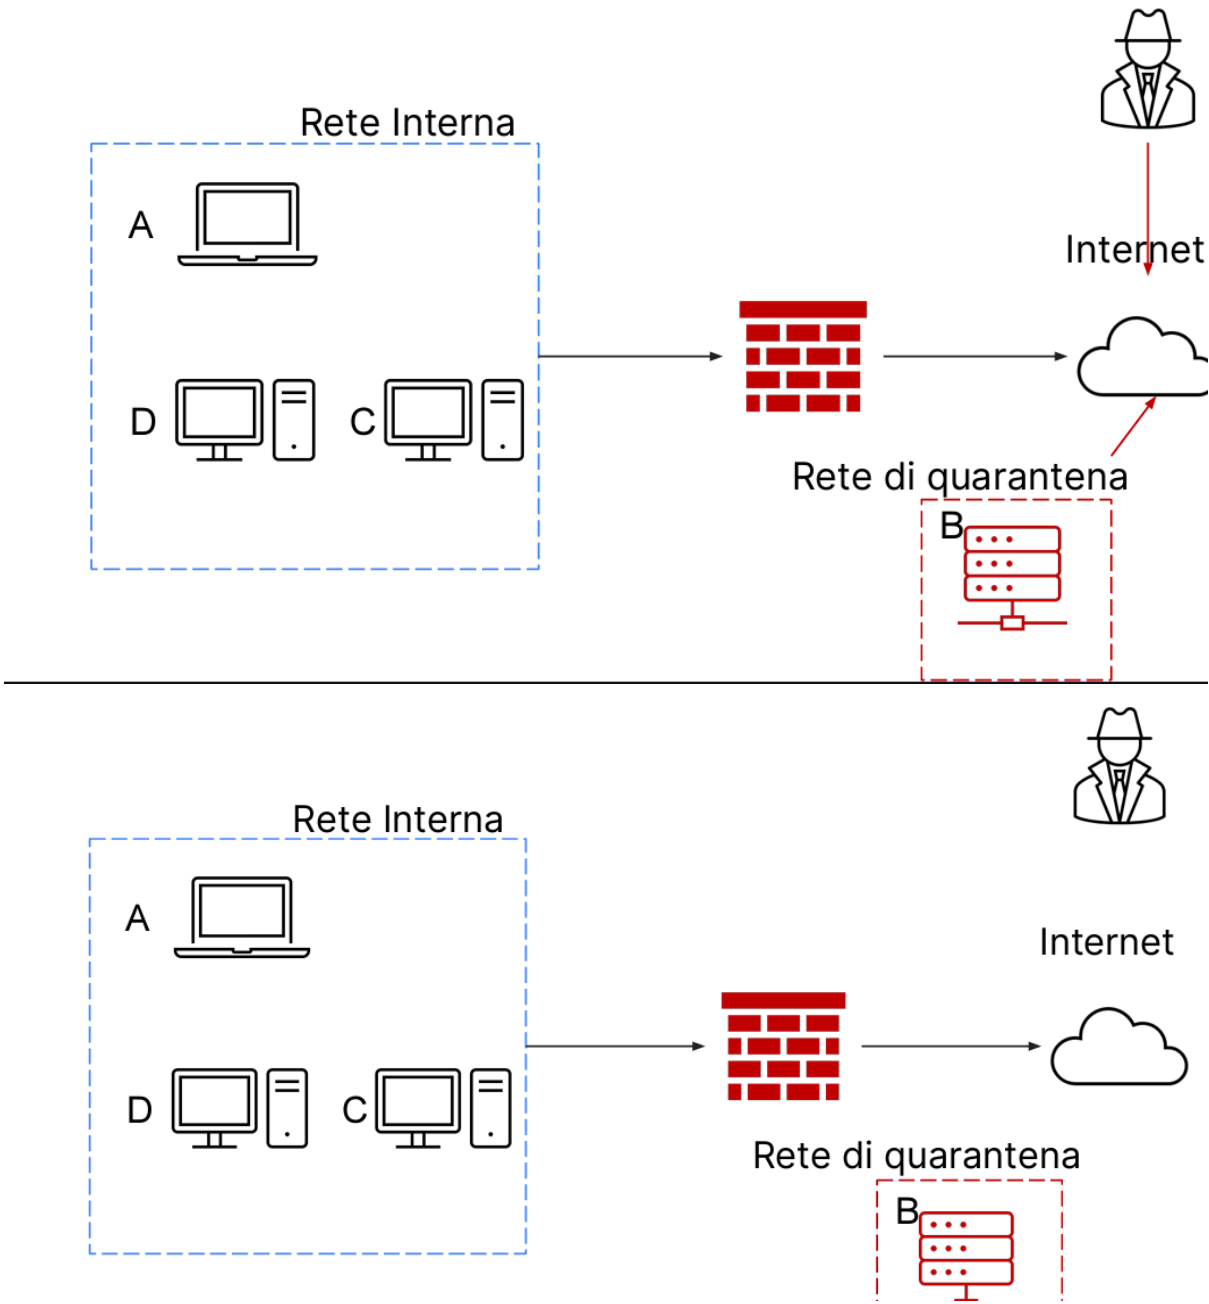 Rete Interna
A
Internet
D
C
Rete di quarantena
B
Rete Interna
A
Internet
D
C
Rete di quarantena
B